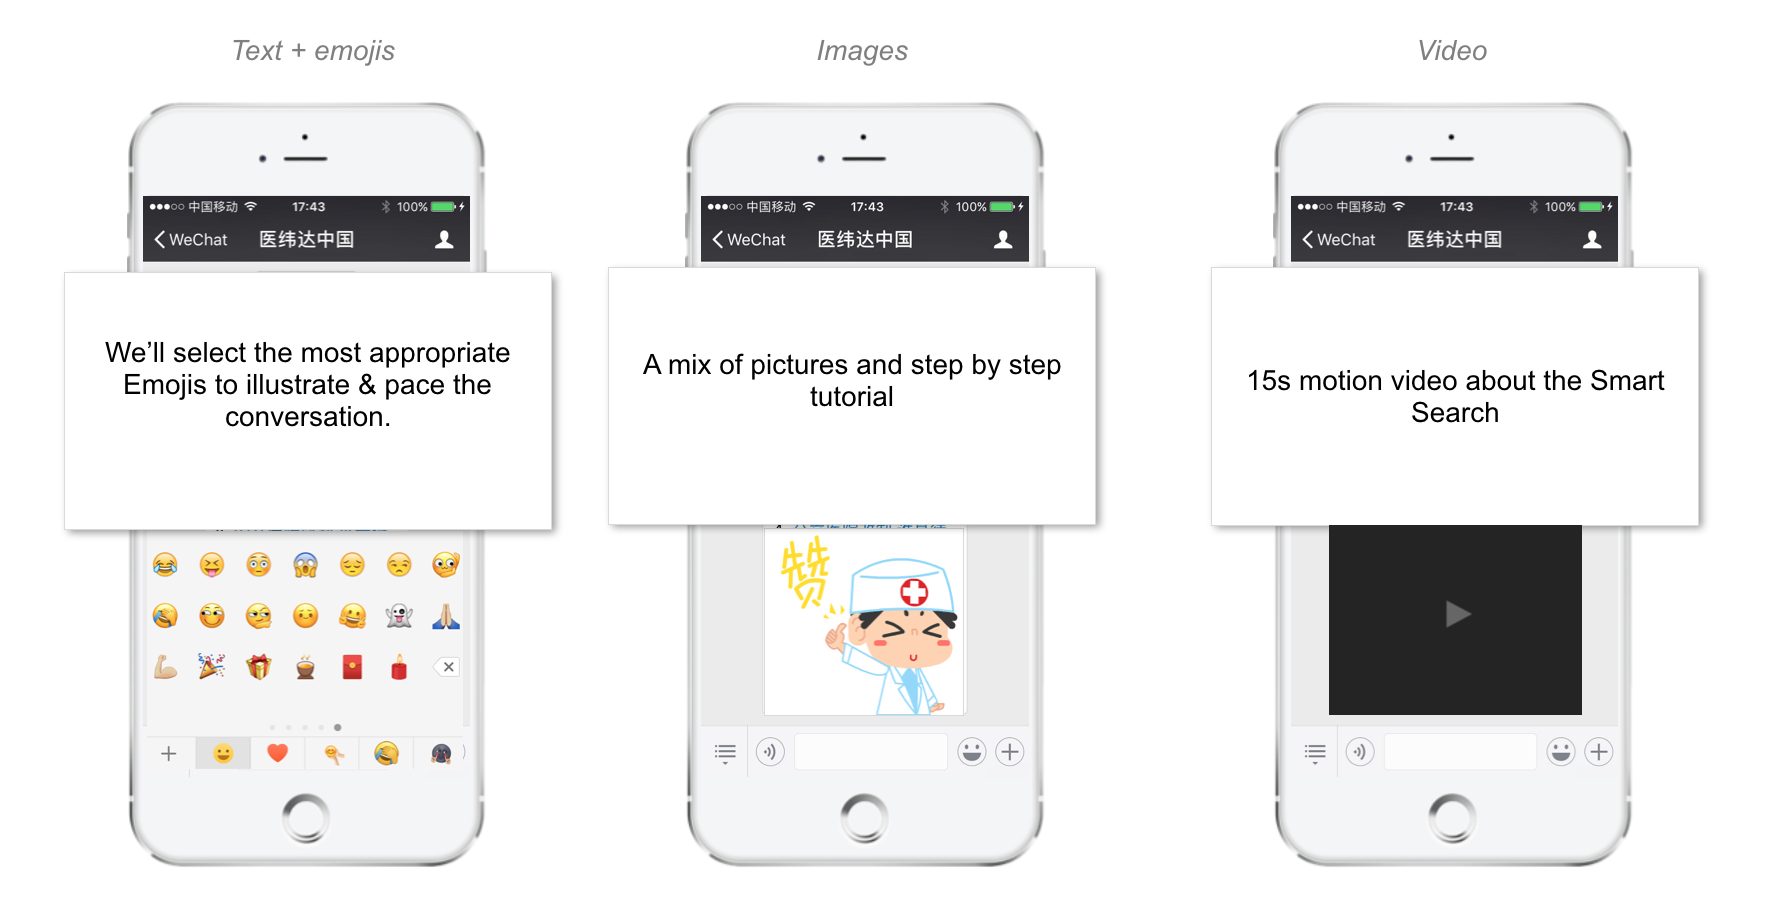 Text + emojis
Images
Video
中国移动 17:43 100%
WeChat 医纬达中国
We'll select the most appropriate
Emojis to illustrate & pace the
conversation.
中国移动 17:43 100%
WeChat 医纬达中国
A mix of pictures and step by step
tutorial
赞
中国移动 17:43 100%
WeChat 医纬达中国
15s motion video about the Smart
Search